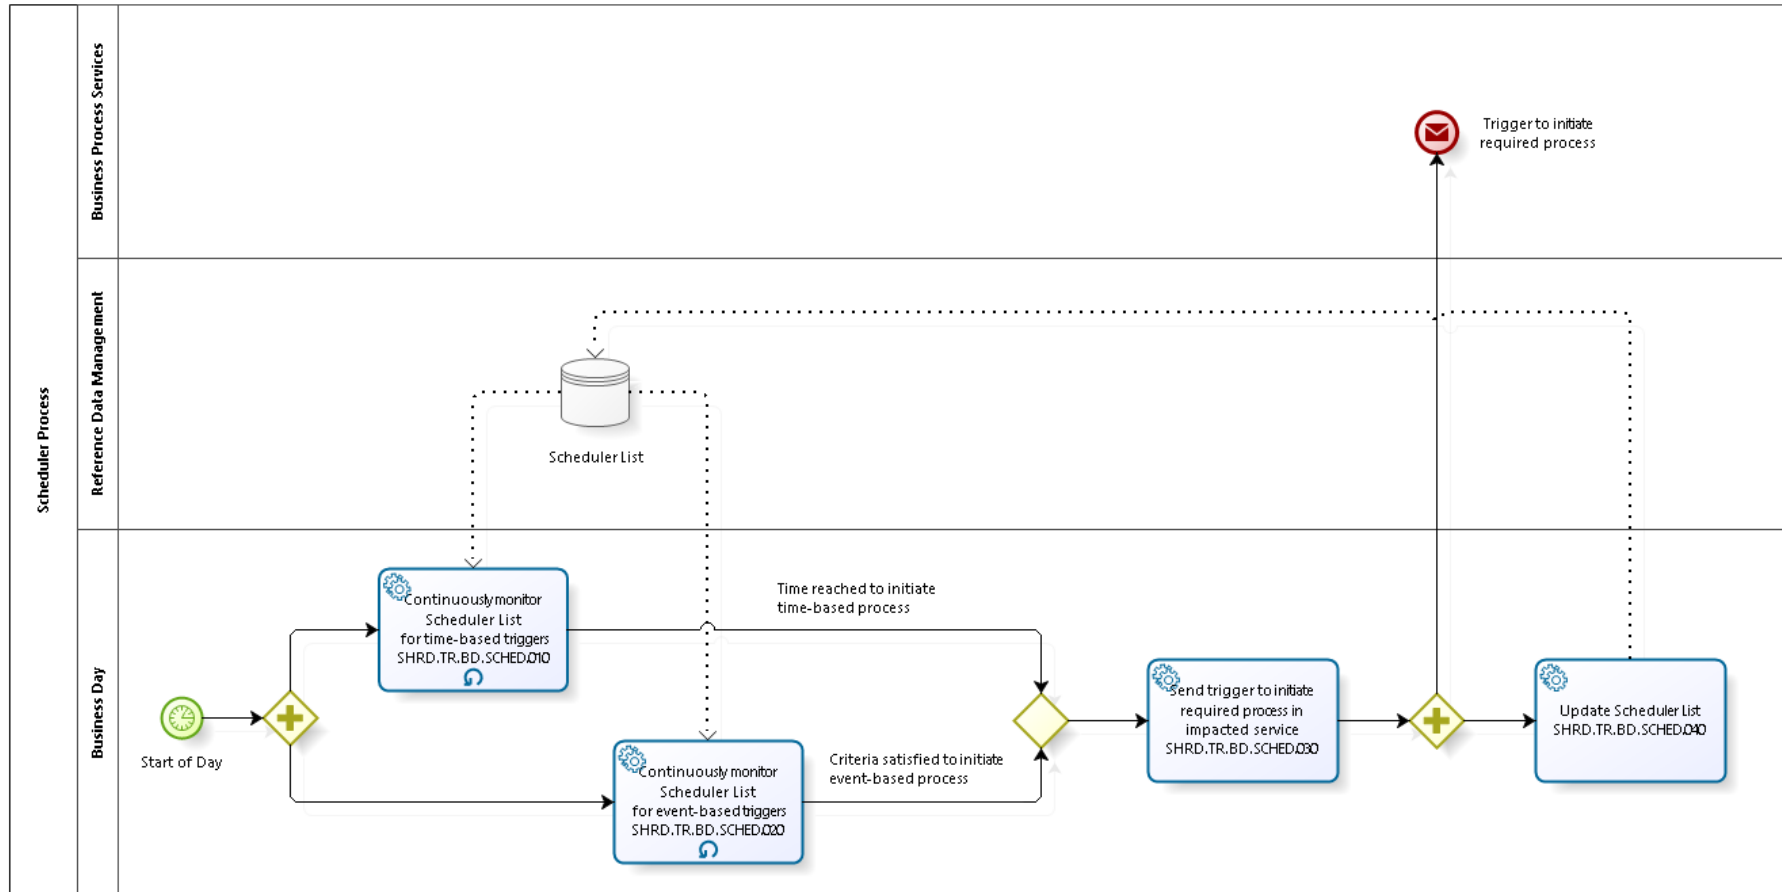 Scheduler Process
Business Process Services
Trigger to initiate
required process
Reference Data Management
Scheduler List
Business Day
Start of Day
Continuously monitor
Scheduler List
for time-based triggers
SHRD.TR.BD.SCHED.010
Time reached to initiate
time-based process
Continuously monitor
Scheduler List
for event-based triggers
SHRD.TR.BD.SCHED.020
Criteria satisfied to initiate
event-based process
Send trigger to initiate
required process in
impacted service
SHRD.TR.BD.SCHED.030
Update Scheduler List
SHRD.TR.BD.SCHED.040